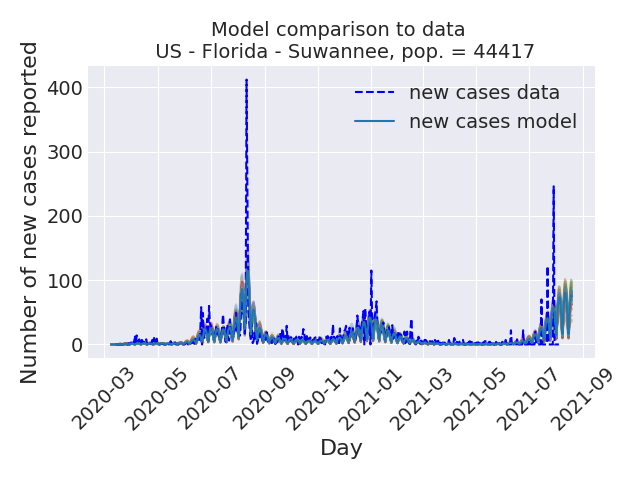 Model comparison to data
US - Florida - Suwannee, pop. = 44417
Number of new cases reported
400
300
200
100
0
new cases data
new cases model
2020-03
2020-05
2020-07
2020-09
2020-11
2021-01
2021-03
2021-05
2021-07
2021-09
Day